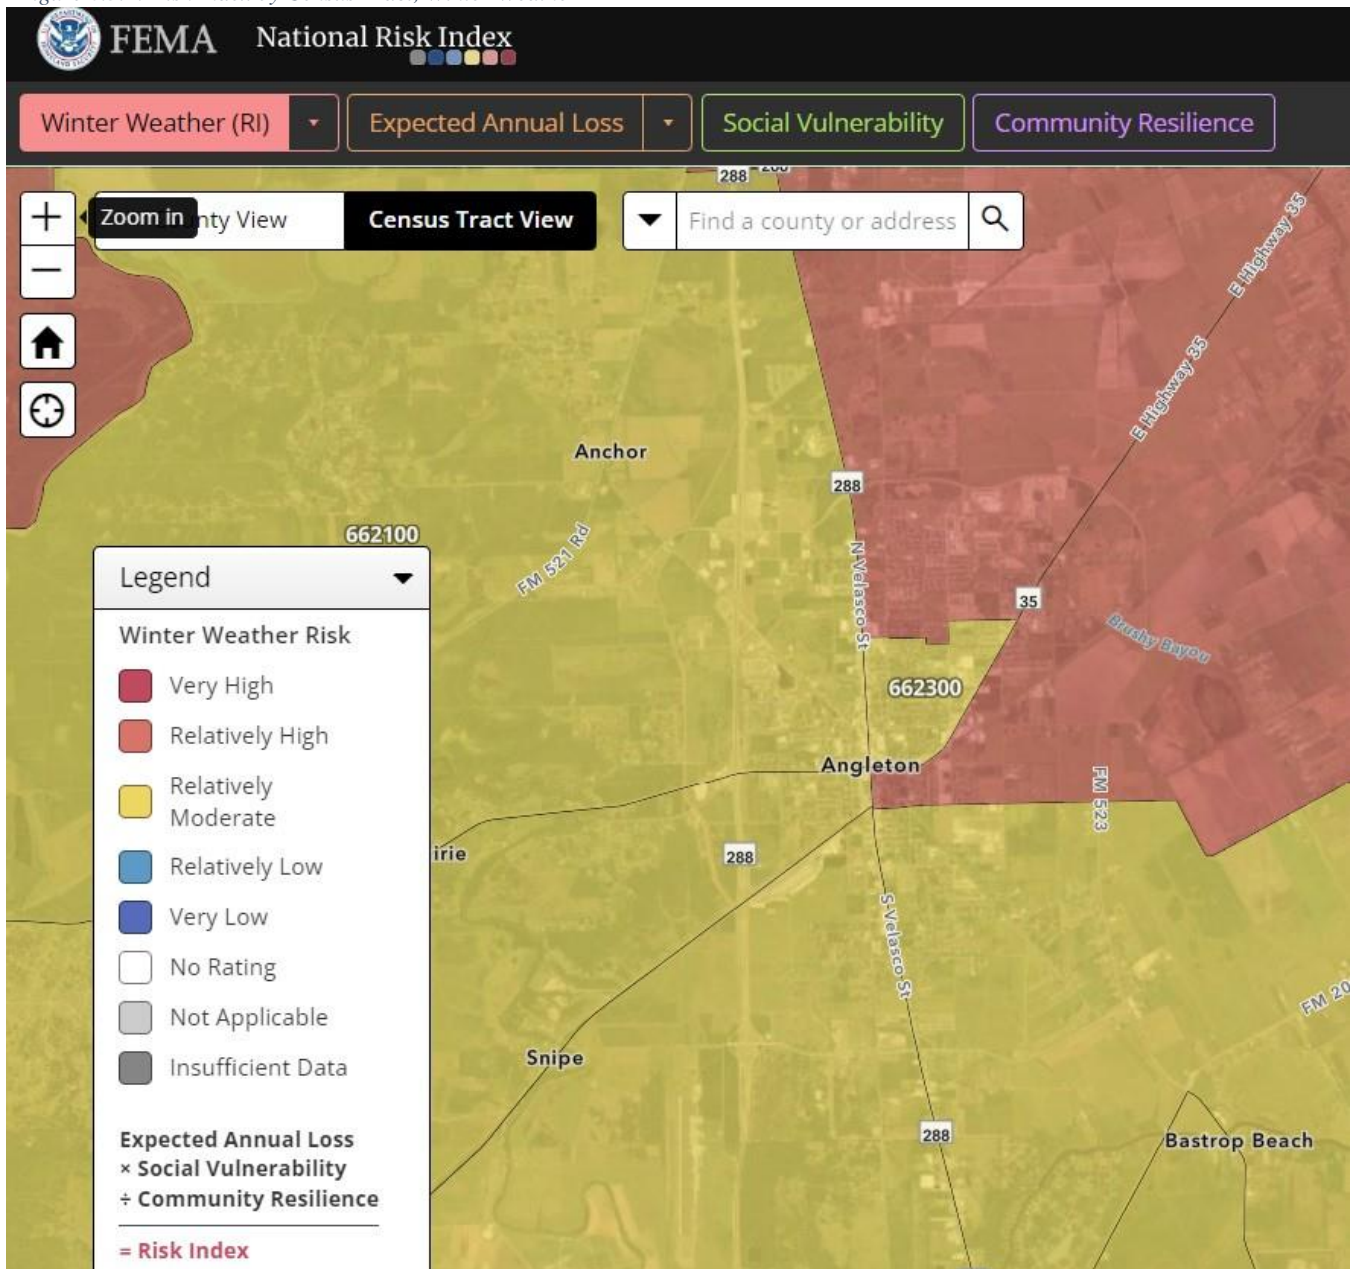 FEMA National Risk Index
Winter Weather (RI) Expected Annual Loss Social Vulnerability Community Resilience
288
Zoom in nty View Census Tract View Find a county or address
E Highway 35
E Highway 35
Anchor
288
662100
FM 521 Rd
N Velasco St
35
Brushy Bayou
662300
Angleton
FM 523
irie
288
S Velasco St
FM 20
Snipe
288
Bastrop Beach
Legend
Winter Weather Risk
Very High
Relatively High
Relatively
Moderate
Relatively Low
Very Low
No Rating
Not Applicable
Insufficient Data
Expected Annual Loss
× Social Vulnerability
÷ Community Resilience
= Risk Index